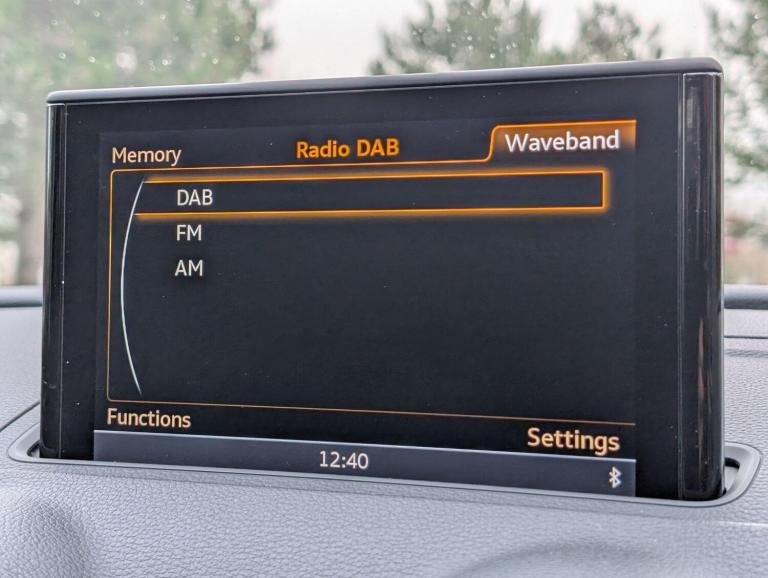 Memory
Radio DAB
Waveband
DAB
FM
AM
Functions
Settings
12:40